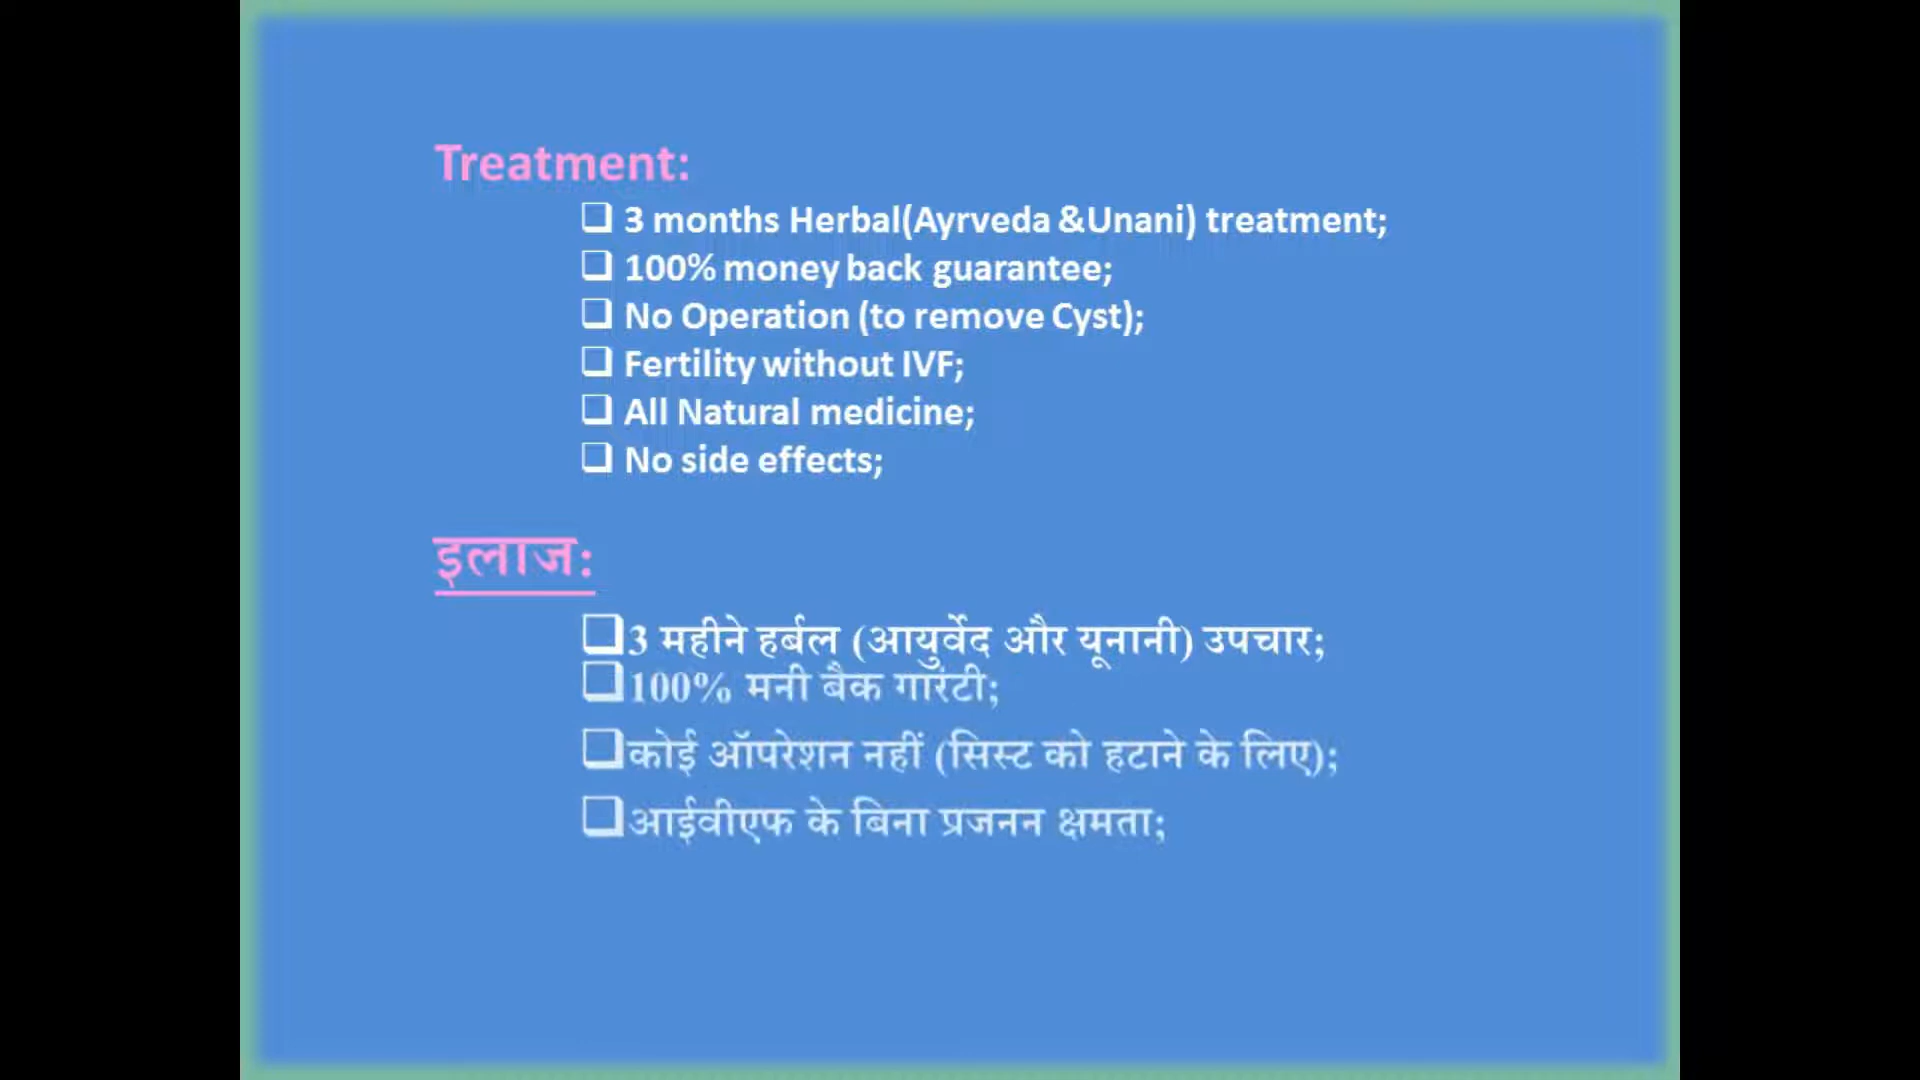 Treatment:
3 months Herbal(Ayrveda &Unani) treatment;
100% money back guarantee;
No Operation (to remove Cyst);
Fertility without IVF;
All Natural medicine;
No side effects;
इलाज:
3 महीने हर्बल (आयुर्वेद और यूनानी) उपचार;
100% मनी बैक गारंटी;
कोई ऑपरेशन नहीं (सिस्ट को हटाने के लिए);
आईवीएफ के बिना प्रजनन क्षमता;